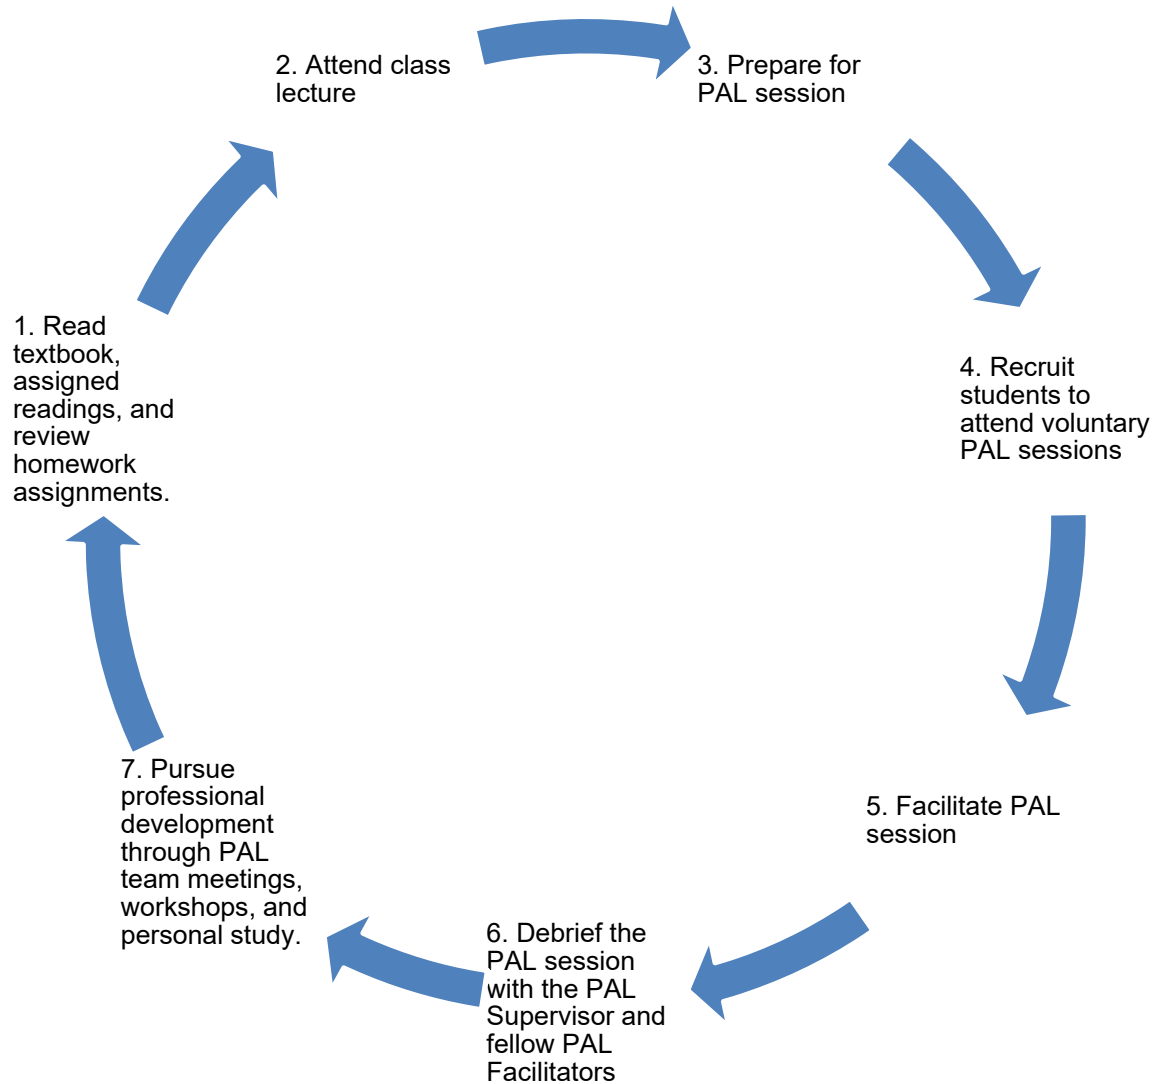 1. Read
textbook,
assigned
readings, and
review
homework
assignments.
2. Attend class
lecture
3. Prepare for
PAL session
4. Recruit
students to
attend voluntary
PAL sessions
5. Facilitate PAL
session
6. Debrief the
PAL session
with the PAL
Supervisor and
fellow PAL
Facilitators
7. Pursue
professional
development
through PAL
team meetings,
workshops, and
personal study.